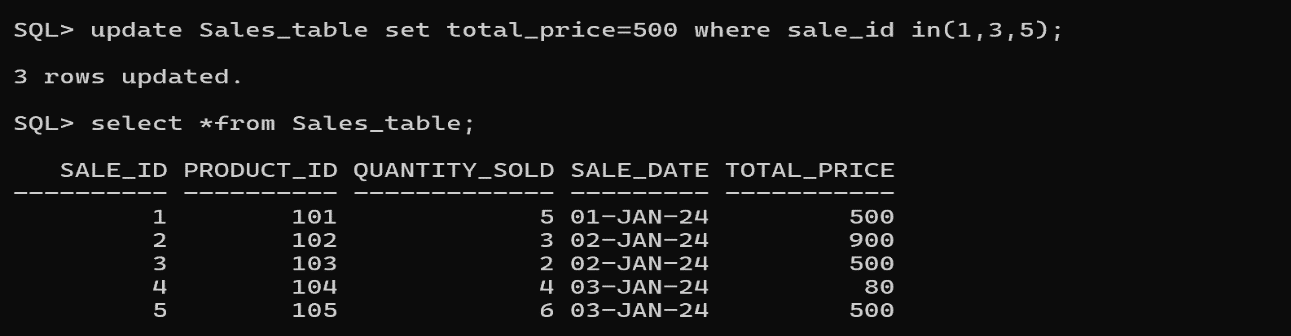 SQL> update Sales_table set total_price=500 where sale_id in(1,3,5);
3 rows updated.
SQL> select *from Sales_table;
   SALE_ID PRODUCT_ID QUANTITY_SOLD SALE_DATE TOTAL_PRICE
---------- ---------- ------------- --------- -----------
         1        101             5 01-JAN-24         500
         2        102             3 02-JAN-24         900
         3        103             2 02-JAN-24         500
         4        104             4 03-JAN-24          80
         5        105             6 03-JAN-24         500